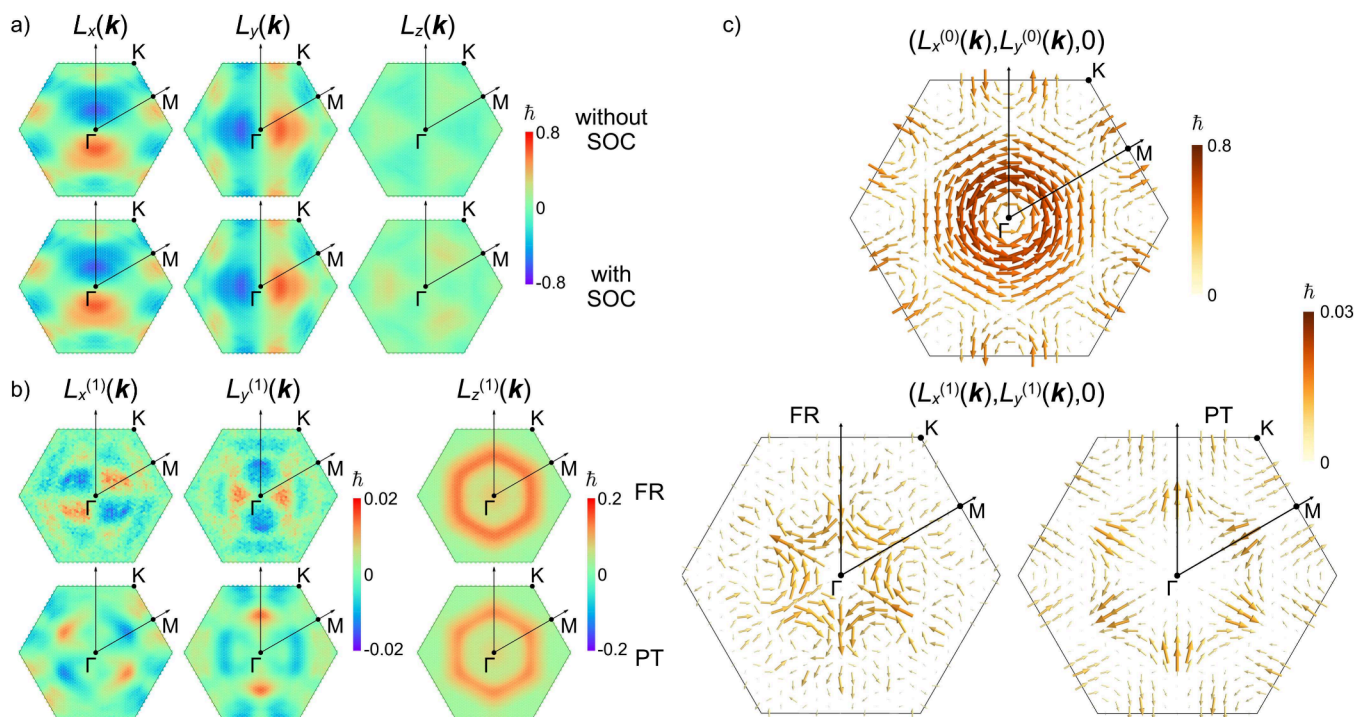 a)
Lx(k) Ly(k) Lz(k)
K K K
M M M
Γ Γ Γ
ħ
0.8
0
-0.8
without
SOC
K K K
M M M
Γ Γ Γ
with
SOC
b)
Lx(1)(k) Ly(1)(k) Lz(1)(k)
K K K
M M M
Γ Γ Γ
ħ
0.02
0
-0.02
ħ
0.2
0
-0.2
FR
K K K
M M M
Γ Γ Γ
PT
c)
(Lx(0)(k),Ly(0)(k),0)
K
M
Γ
ħ
0.8
0
ħ
0.03
0
(Lx(1)(k),Ly(1)(k),0)
FR
K
M
Γ
PT
K
M
Γ